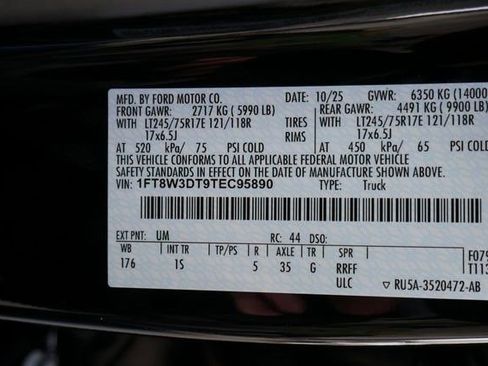 MFD. BY FORD MOTOR CO. DATE: 10/25 GVWR: 6350 KG (14000
FRONT GAWR: 2717 KG (5990 LB) REAR GAWR: 4491 KG (9900 LB)
WITH LT245/75R17E 121/118R TIRES WITH LT245/75R17E 121/118R
17x6.5J RIMS 17x6.5J
AT 520 kPa/ 75 PSI COLD AT 450 kPa/ 65 PSI COLD
THIS VEHICLE CONFORMS TO ALL APPLICABLE FEDERAL MOTOR VEHICLE
SAFETY STANDARDS IN EFFECT ON THE DATE OF MANUFACTURE SHOWN ABOVE.
VIN: 1FT8W3DT9TEC95890 TYPE: Truck
EXT PNT: UM RC: 44 DSO:
WB INT TR TP/PS R AXLE TR SPR
176 1S 5 35 G RRFF
ULC
F079
T113
▽ RU5A-3520472-AB